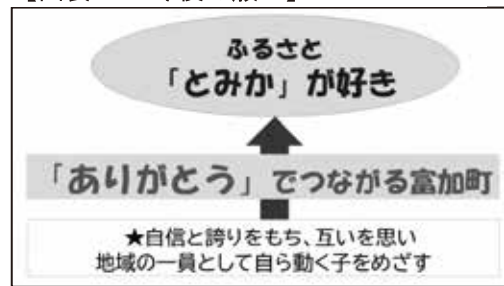 ふるさと
「とみか」が好き
「ありがとう」でつながる富加町
★自信と誇りをもち、互いを思い
地域の一員として自ら動く子をめざす